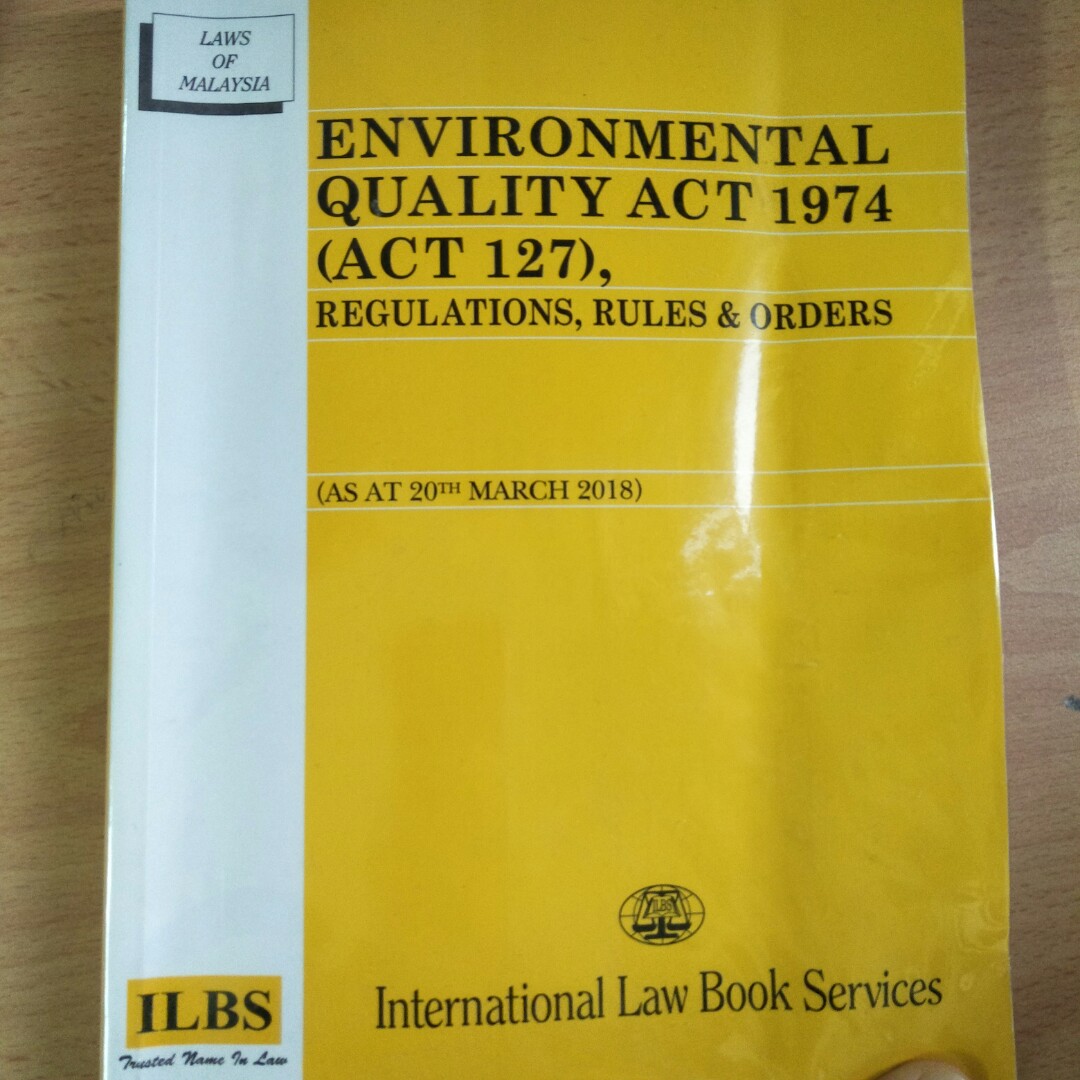 LAWS
OF
MALAYSIA
ENVIRONMENTAL
QUALITY ACT 1974
(ACT 127),
REGULATIONS, RULES & ORDERS
(AS AT 20TH MARCH 2018)
ILBS
International Law Book Services
ILBS
Trusted Name In Law